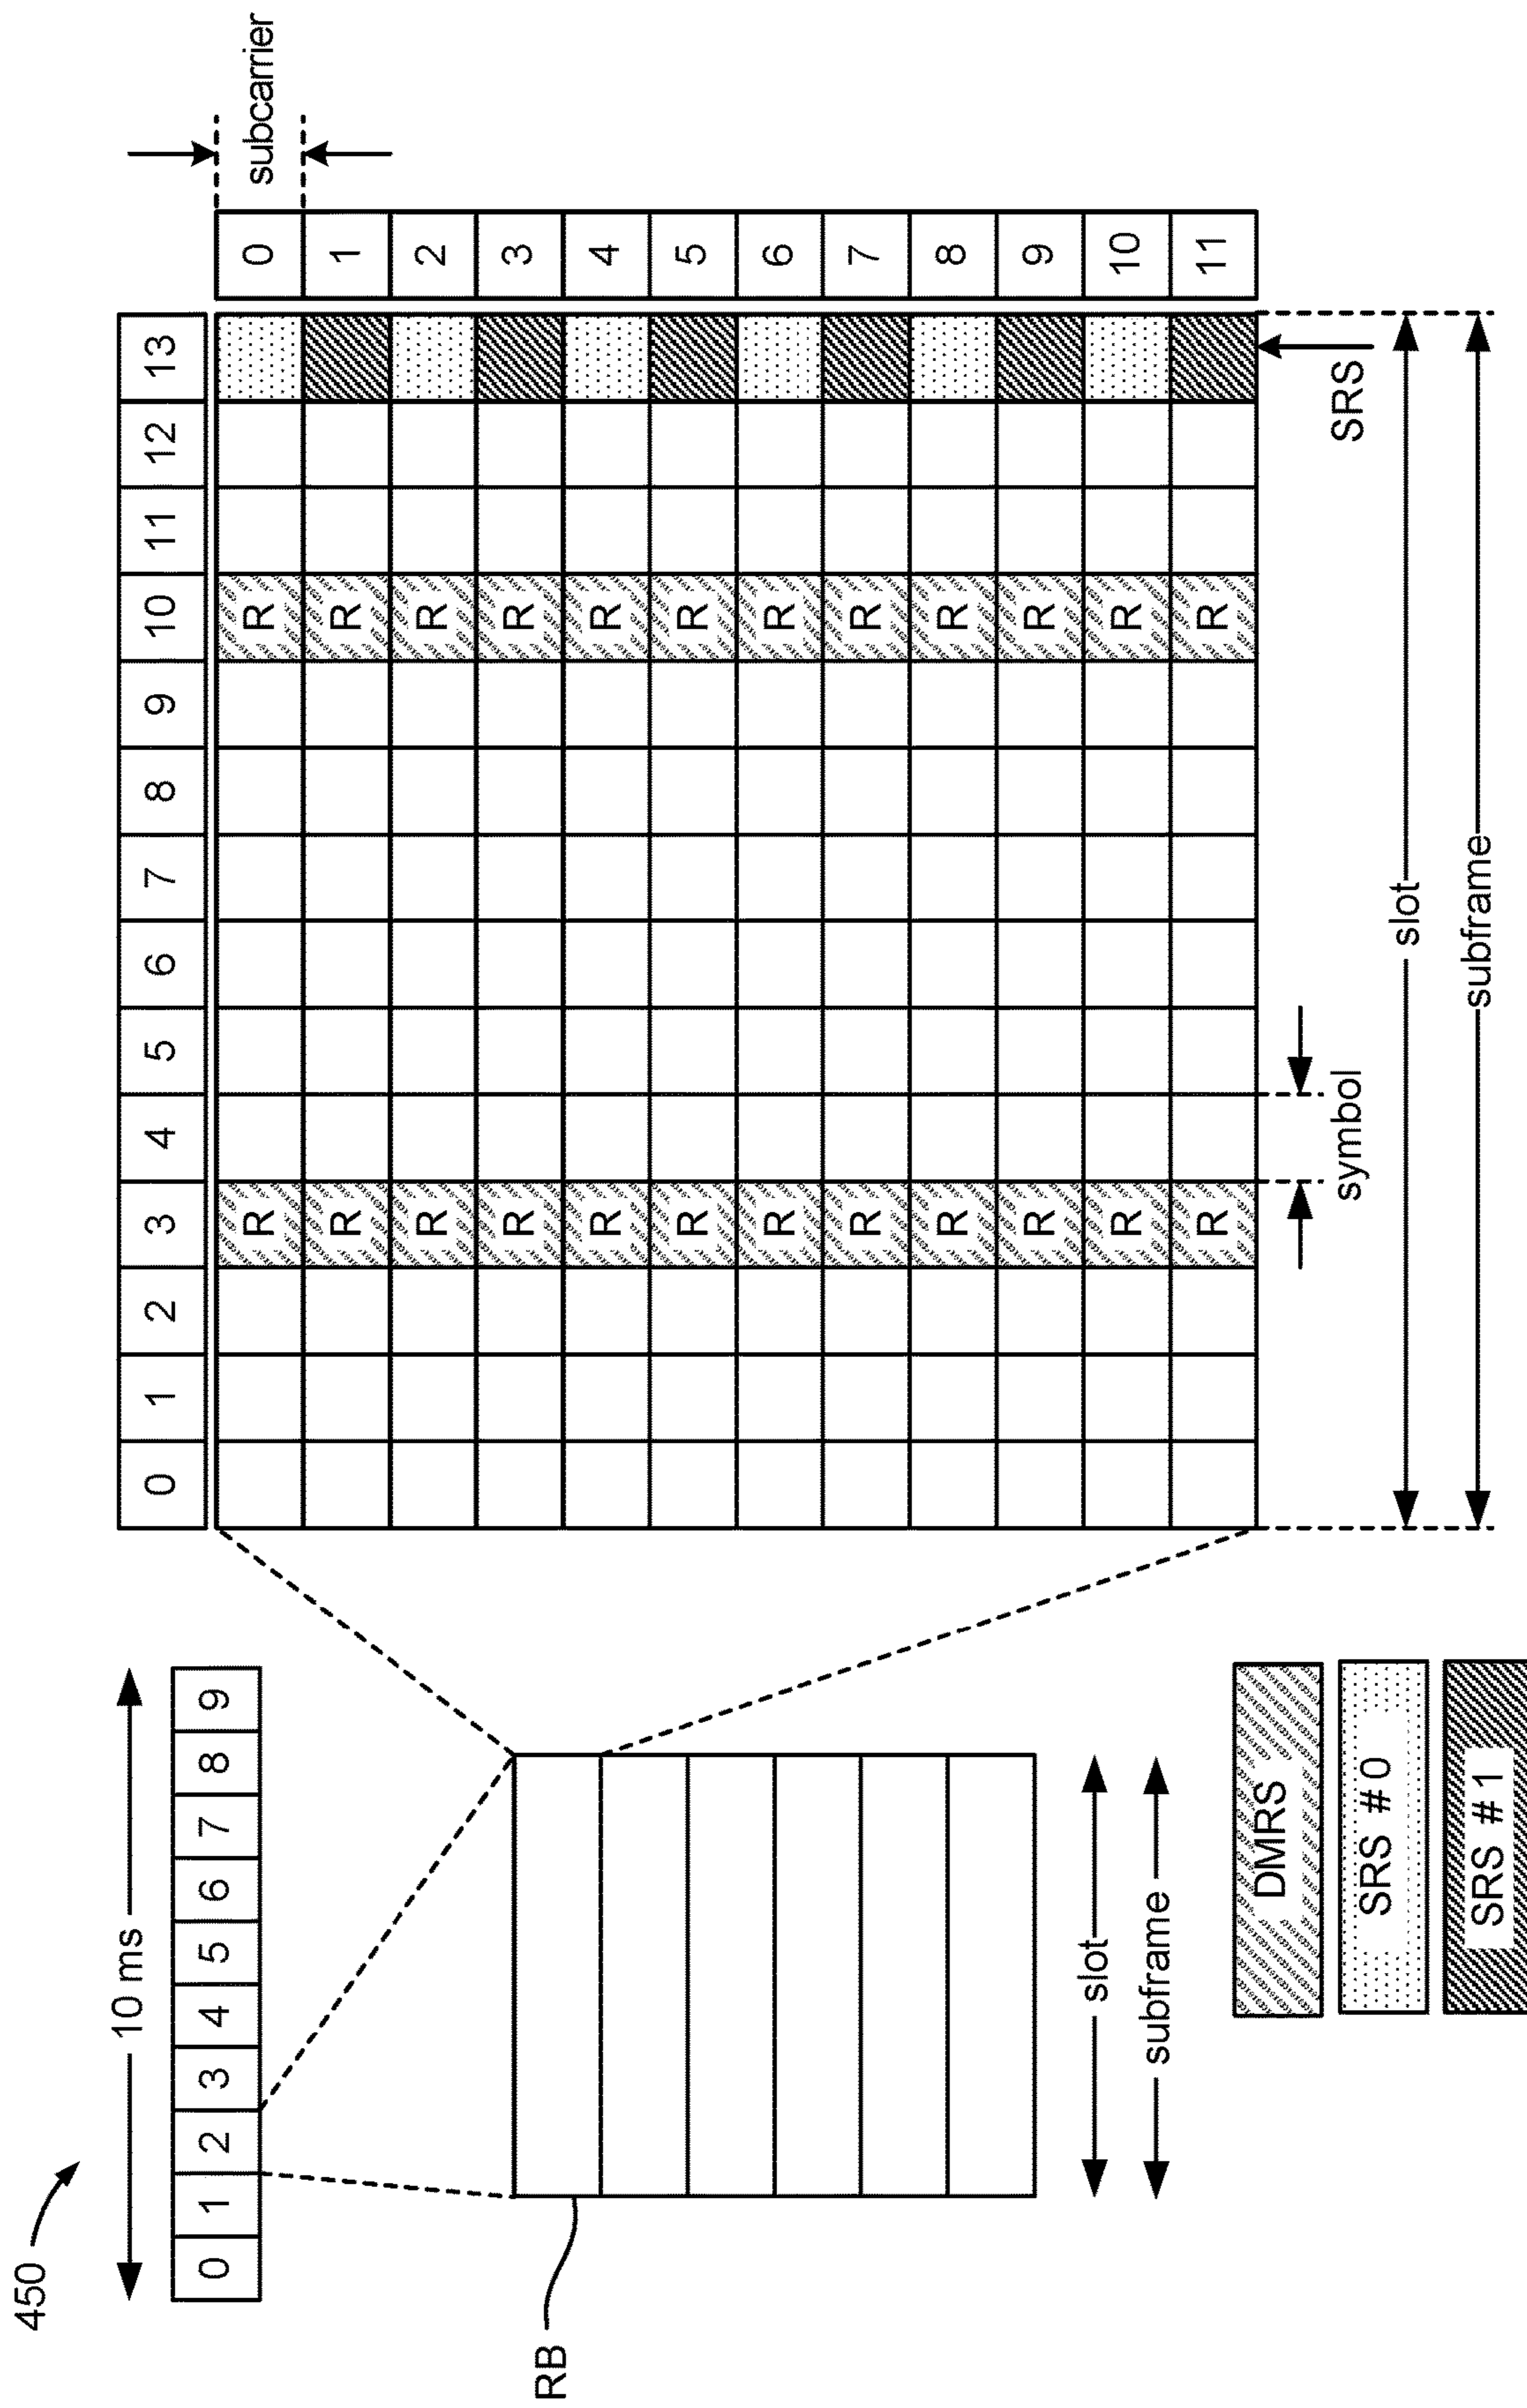 450
10 ms
0 1 2 3 4 5 6 7 8 9
RB
slot
subframe
DMRS
SRS # 0
SRS # 1
0 1 2 3 4 5 6 7 8 9 10 11 12 13
subcarrier
R R 0
R R 1
R R 2
R R 3
R R 4
R R 5
R R 6
R R 7
R R 8
R R 9
R R 10
R R 11
symbol
SRS
slot
subframe